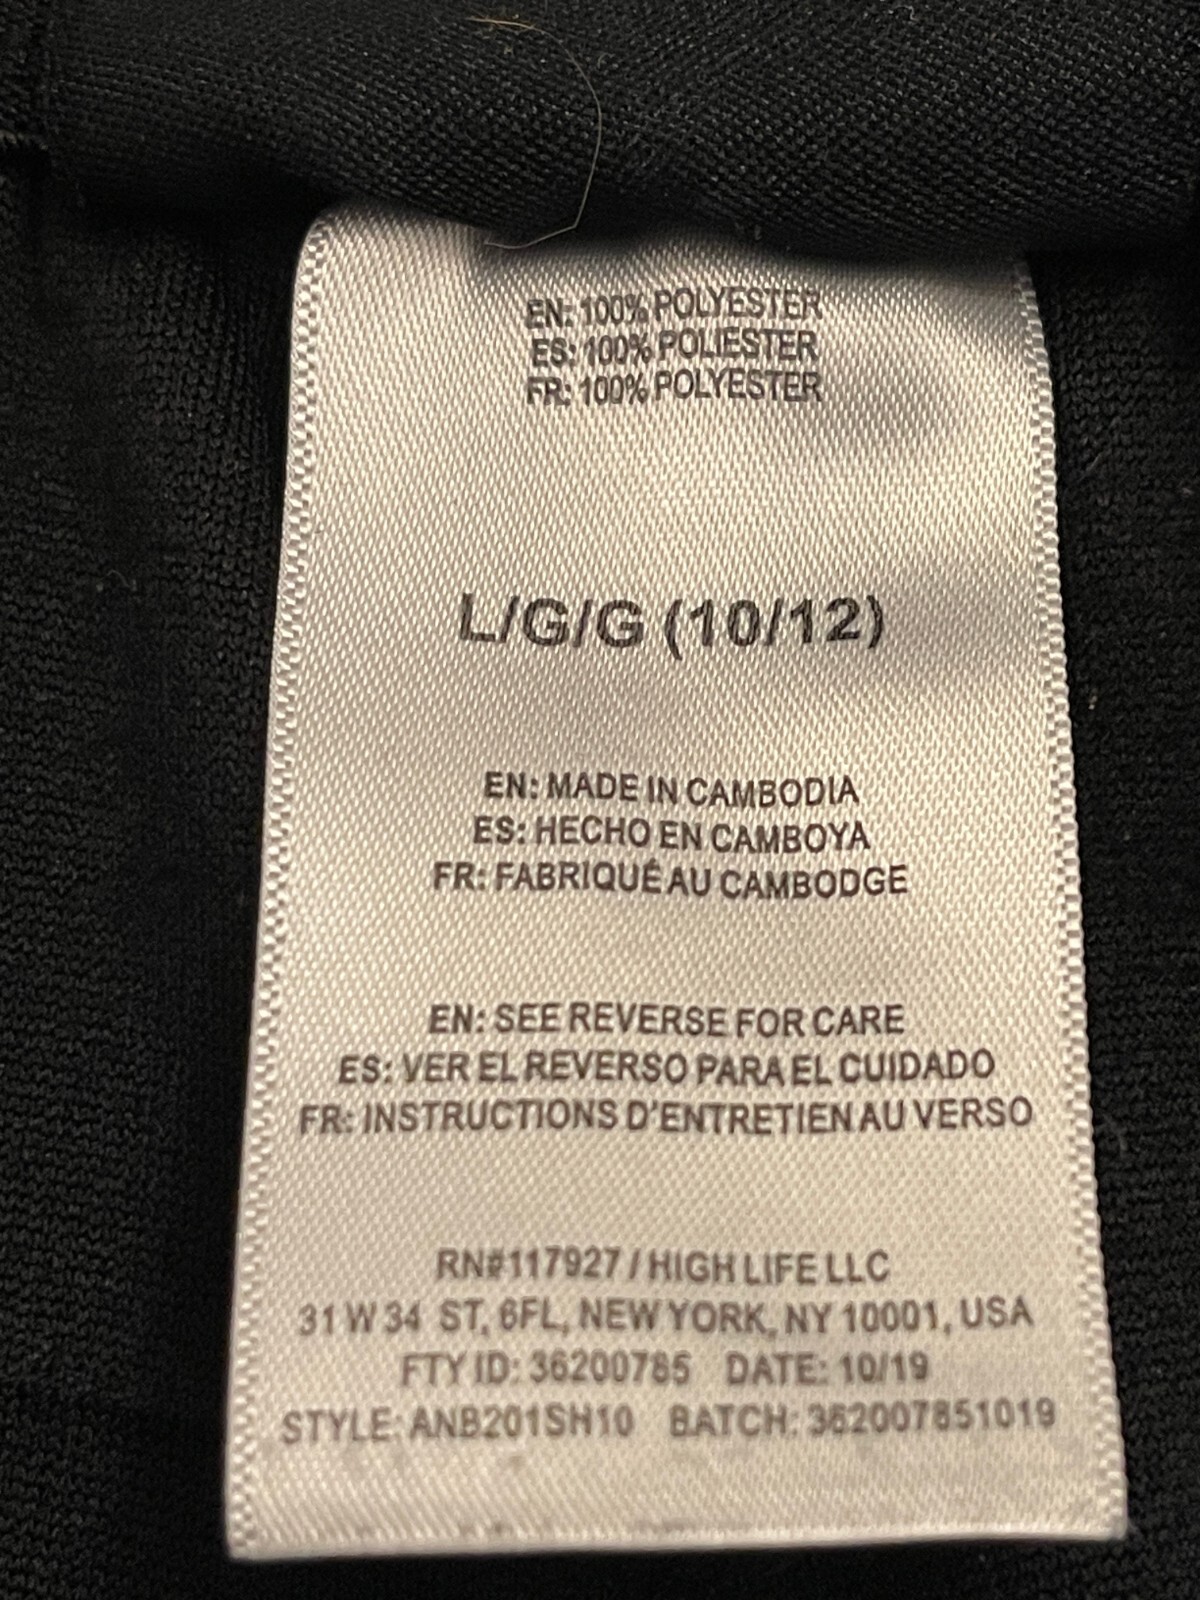 EN: 100% POLYESTER
ES: 100% POLIESTER
FR: 100% POLYESTER
L/G/G (10/12)
EN: MADE IN CAMBODIA
ES: HECHO EN CAMBOYA
FR: FABRIQUÉ AU CAMBODGE
EN: SEE REVERSE FOR CARE
ES: VER EL REVERSO PARA EL CUIDADO
FR: INSTRUCTIONS D'ENTRETIEN AU VERSO
RN#117927 / HIGH LIFE LLC
31 W 34 ST, 6FL, NEW YORK, NY 10001, USA
FTY ID: 36200785 DATE: 10/19
STYLE: ANB201SH10 BATCH: 362007851019